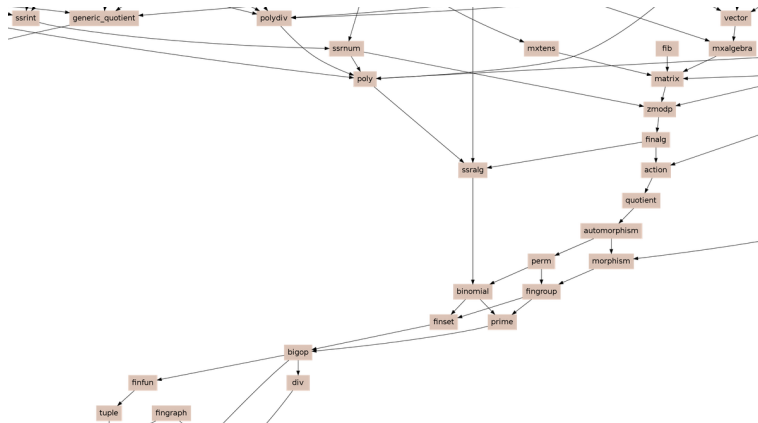 ssrint generic_quotient polydiv vector
ssrnum mxtens fib mxalgebra
poly matrix
zmodp
finalg
ssralg action
quotient
automorphism
perm morphism
binomial fingroup
finset prime
bigop
finfun div
tuple fingraph